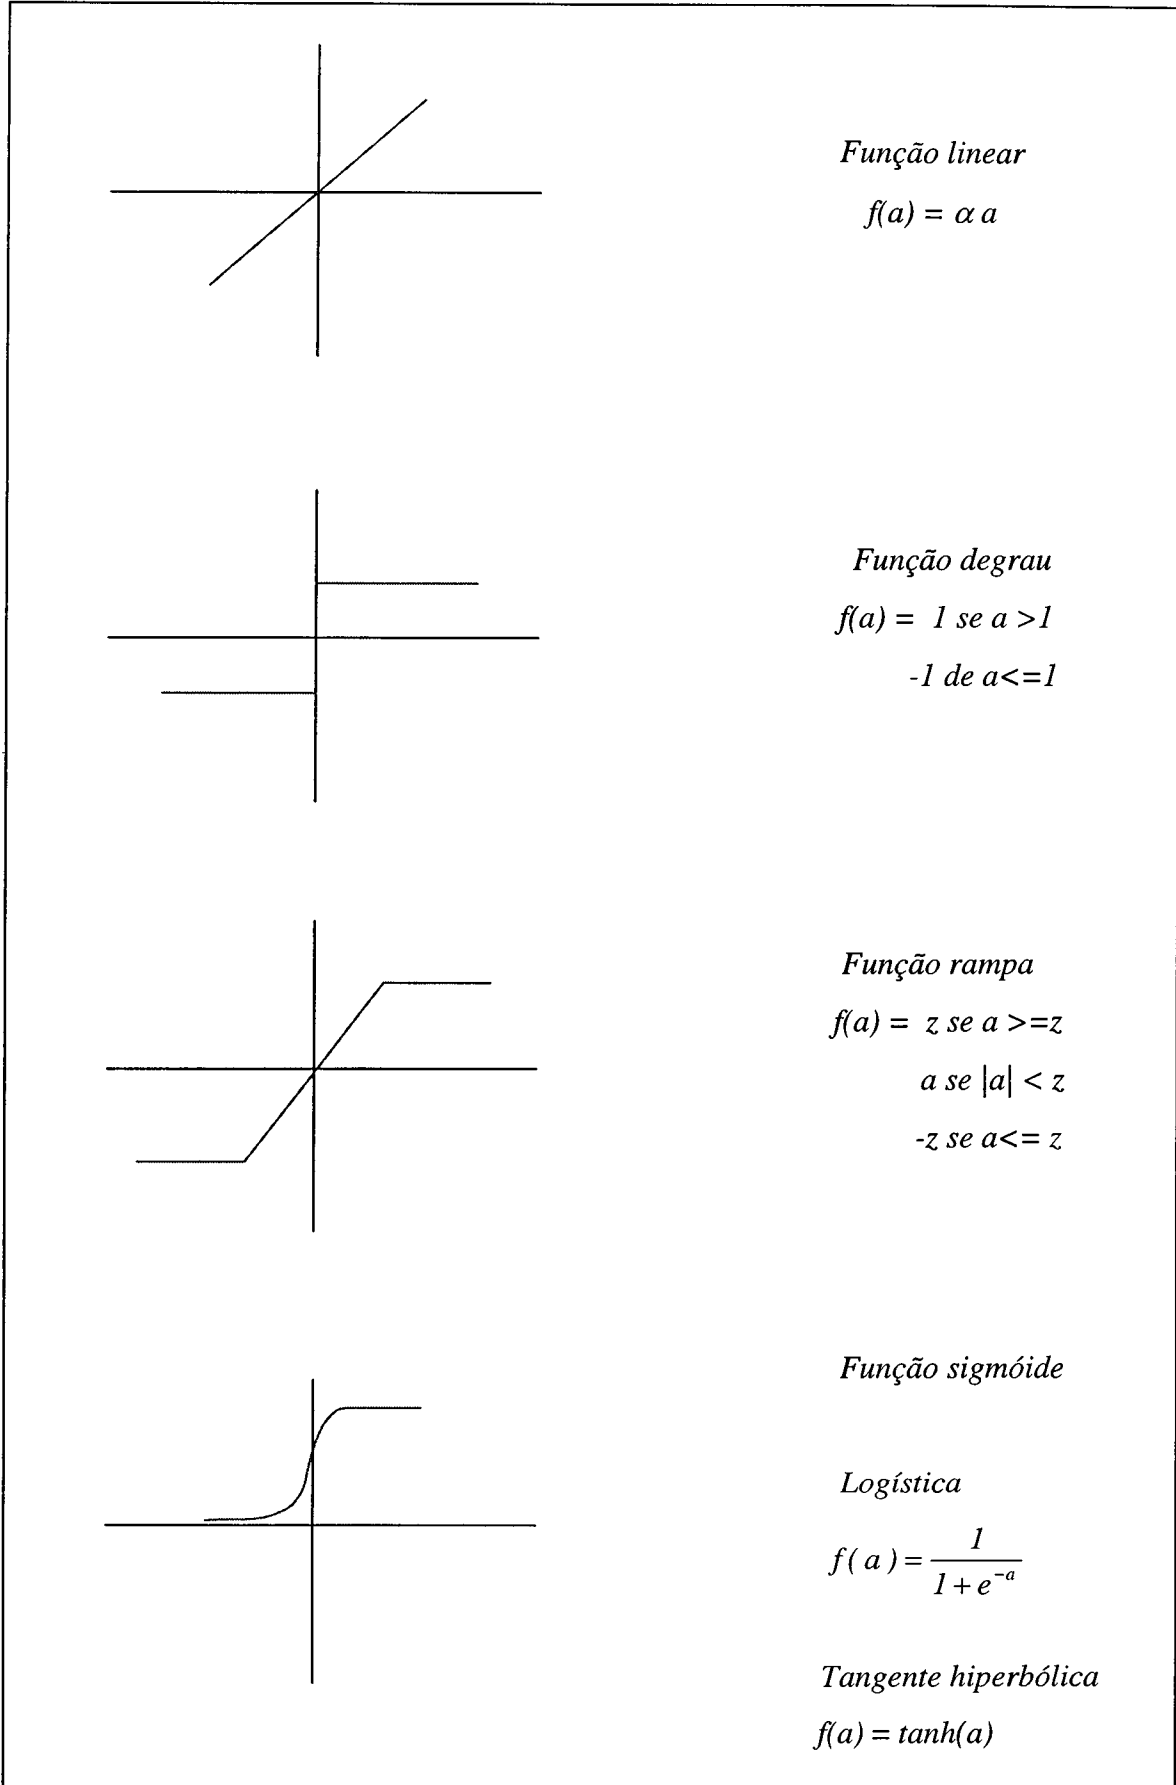 Função linear
f(a) = α a
Função degrau
f(a) = 1 se a >1
-1 de a<=1
Função rampa
f(a) = z se a >=z
a se |a| < z
-z se a<= z
Função sigmóide
Logística
f( a ) = 1 / (1 + e^{-a})
Tangente hiperbólica
f(a) = tanh(a)